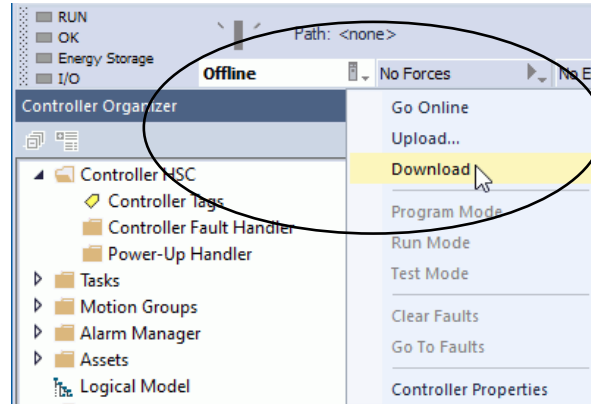 RUN
OK
Energy Storage
I/O
Path: <none>
Offline
No Forces
No E
Controller Organizer
Go Online
Upload...
Download
Program Mode
Run Mode
Test Mode
Clear Faults
Go To Faults
Controller Properties
Controller HSC
Controller Tags
Controller Fault Handler
Power-Up Handler
Tasks
Motion Groups
Alarm Manager
Assets
Logical Model